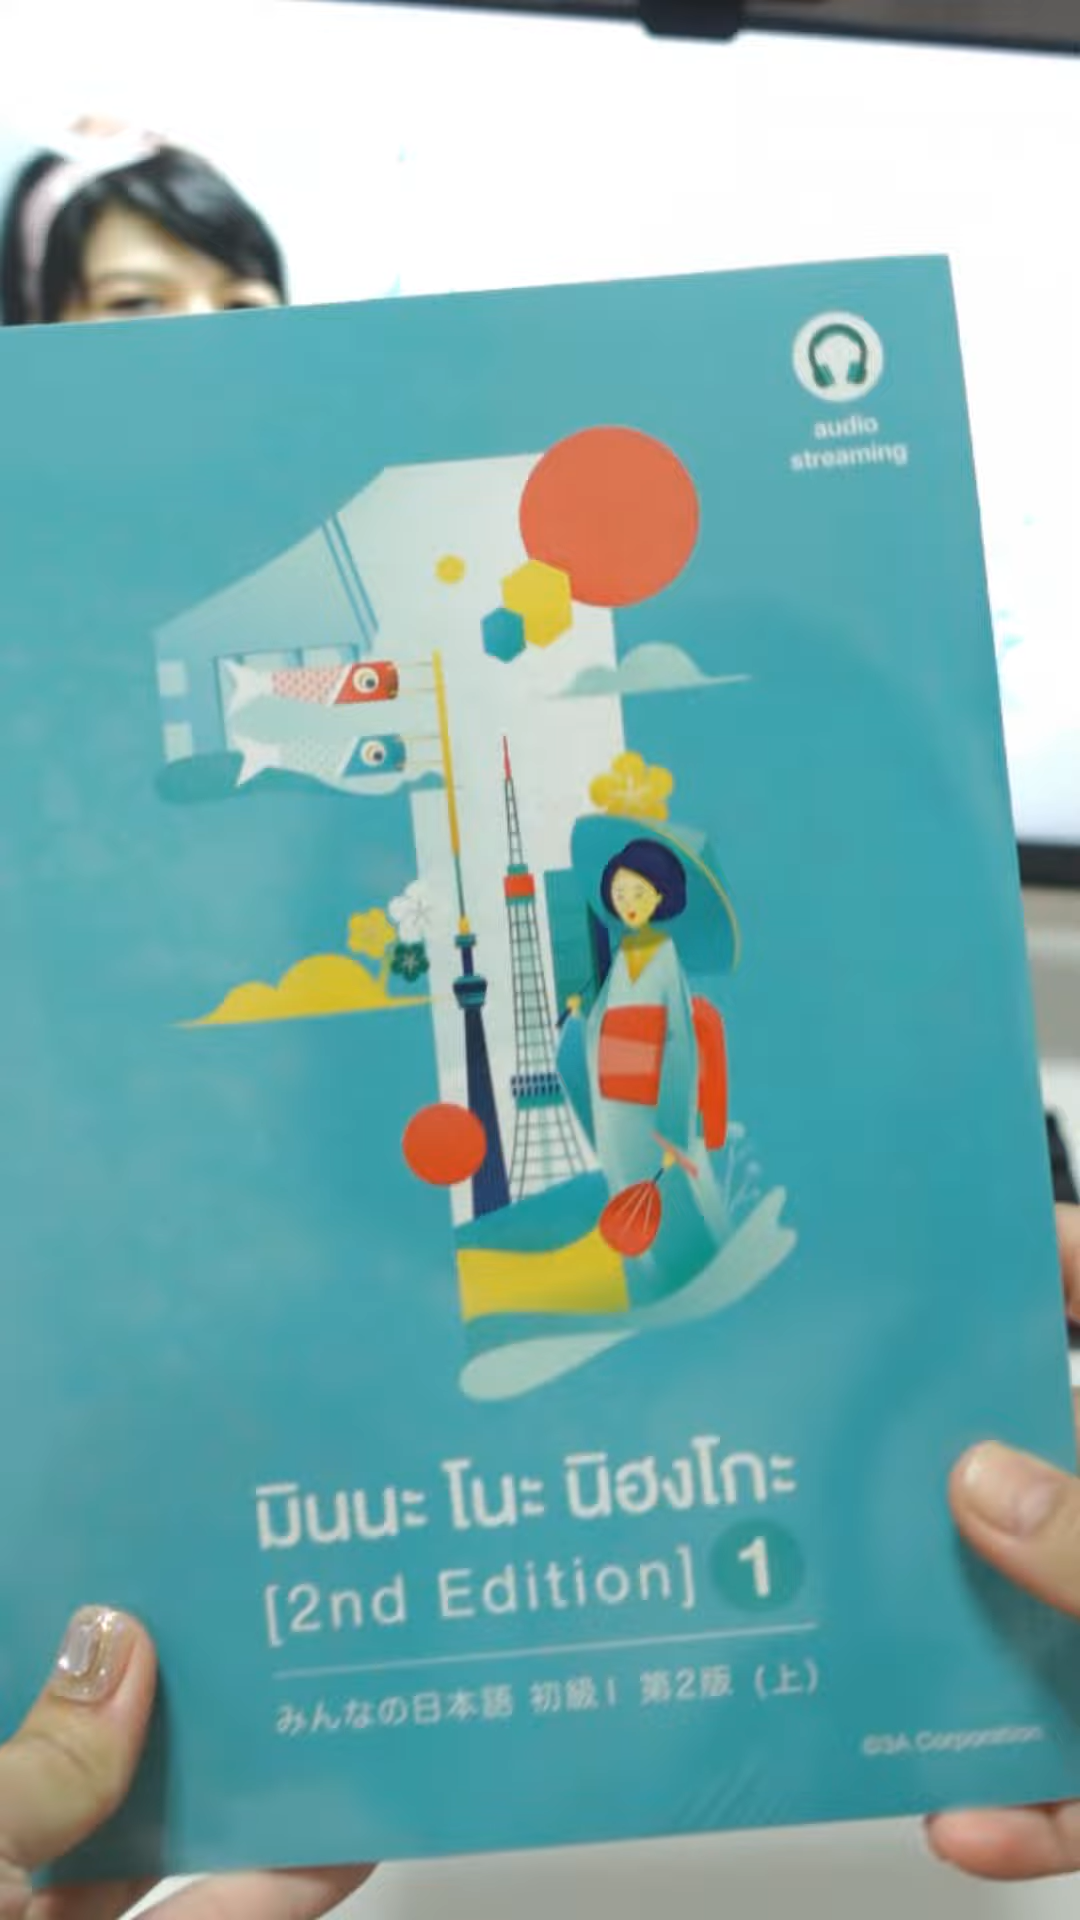 audio
streaming
มินนะ โนะ นิฮงโกะ
[2nd Edition] 1
みんなの日本語 初級I 第2版 (上)
©3A Corporation